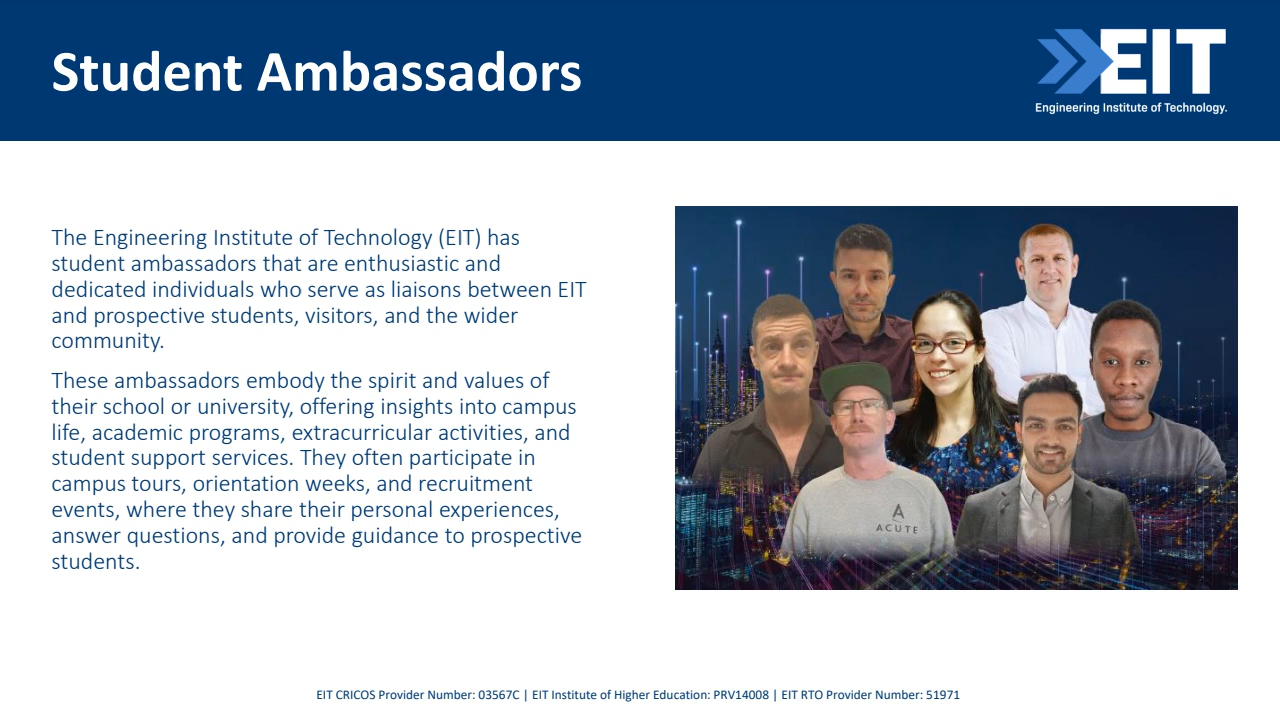 Student Ambassadors
EIT
Engineering Institute of Technology.
The Engineering Institute of Technology (EIT) has
student ambassadors that are enthusiastic and
dedicated individuals who serve as liaisons between EIT
and prospective students, visitors, and the wider
community.
These ambassadors embody the spirit and values of
their school or university, offering insights into campus
life, academic programs, extracurricular activities, and
student support services. They often participate in
campus tours, orientation weeks, and recruitment
events, where they share their personal experiences,
answer questions, and provide guidance to prospective
students.
A
ACUTE
EIT CRICOS Provider Number: 03567C | EIT Institute of Higher Education: PRV14008 | EIT RTO Provider Number: 51971